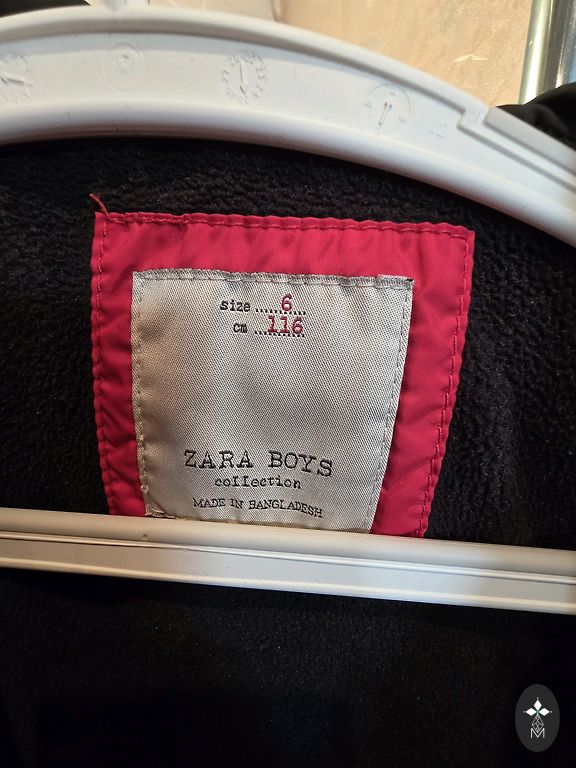 size ......6...
cm ...116
ZARA BOYS
collection
MADE IN BANGLADESH